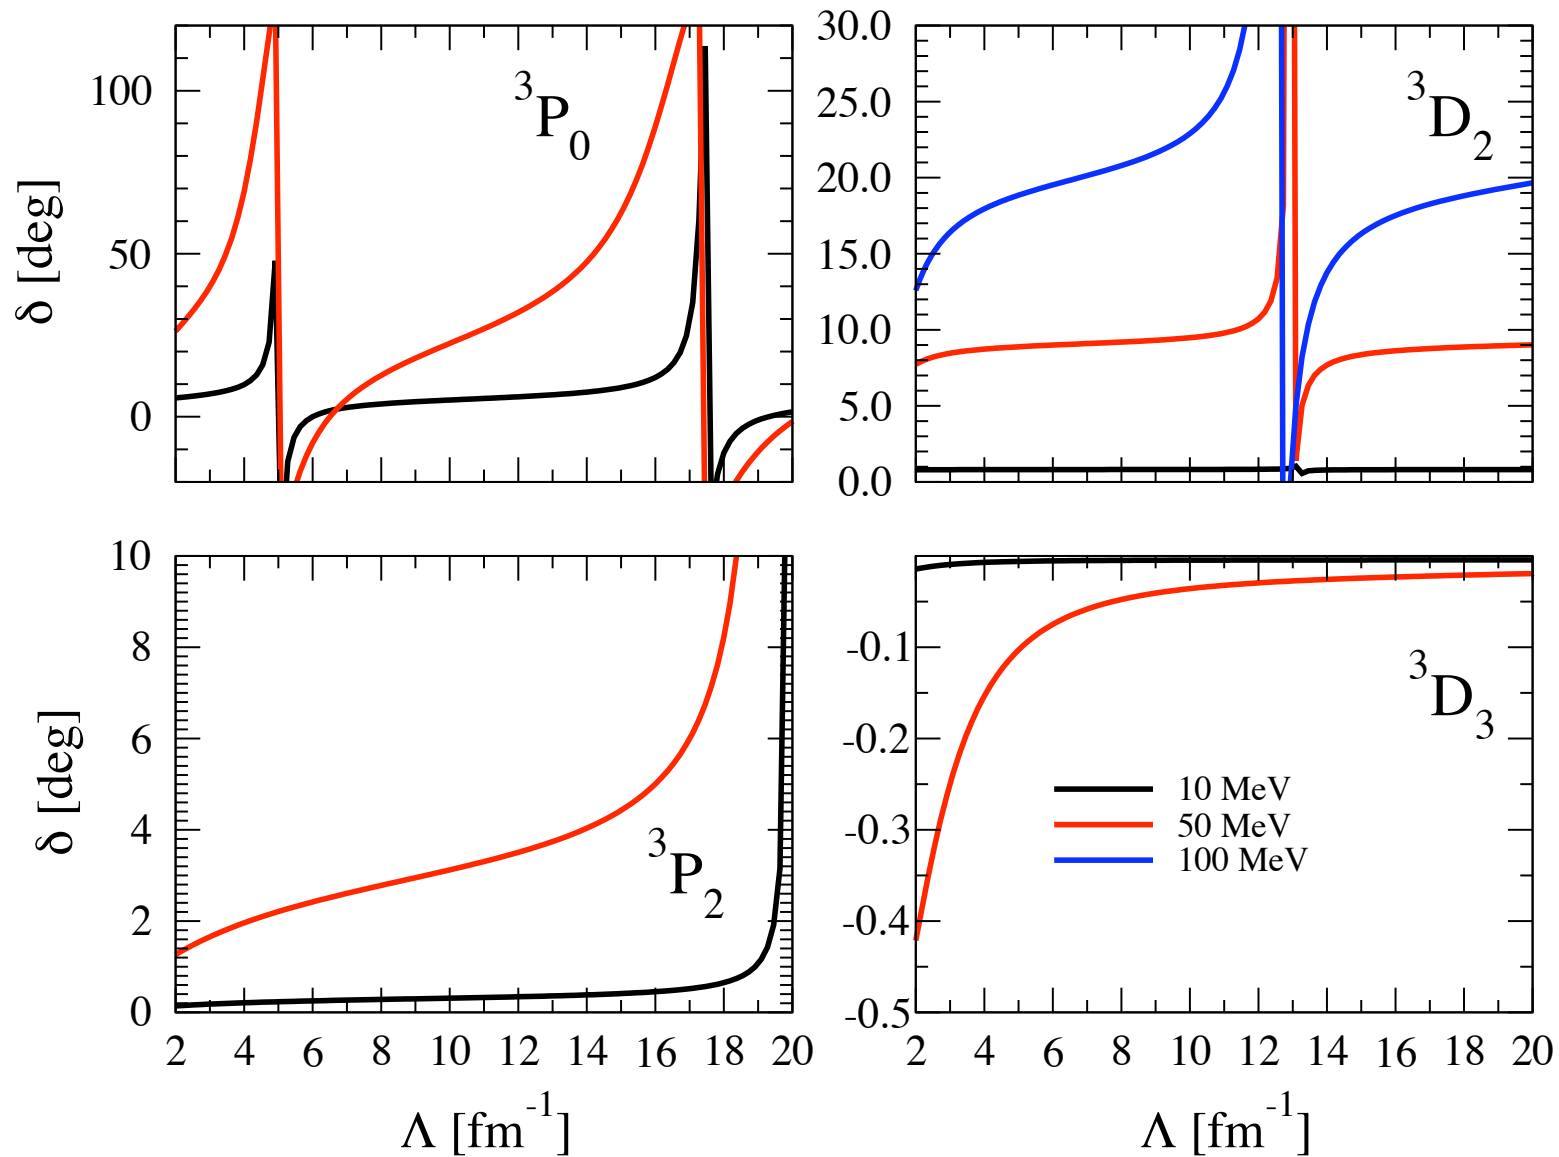 100
50
0
δ [deg]
³P₀
30.0
25.0
20.0
15.0
10.0
5.0
0.0
³D₂
10
8
6
4
2
0
δ [deg]
³P₂
2 4 6 8 10 12 14 16 18 20
Λ [fm⁻¹]
-0.1
-0.2
-0.3
-0.4
-0.5
³D₃
10 MeV
50 MeV
100 MeV
2 4 6 8 10 12 14 16 18 20
Λ [fm⁻¹]